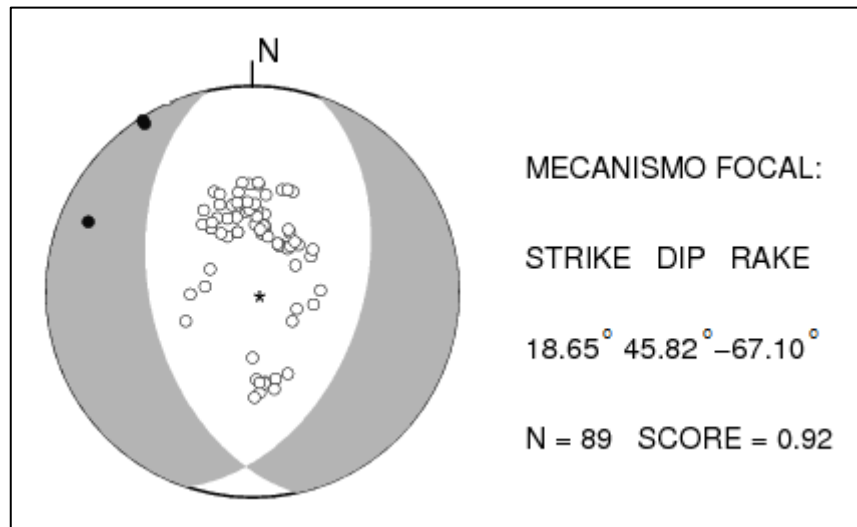 N
MECANISMO FOCAL:
STRIKE DIP RAKE
18.65° 45.82° −67.10°
N = 89 SCORE = 0.92